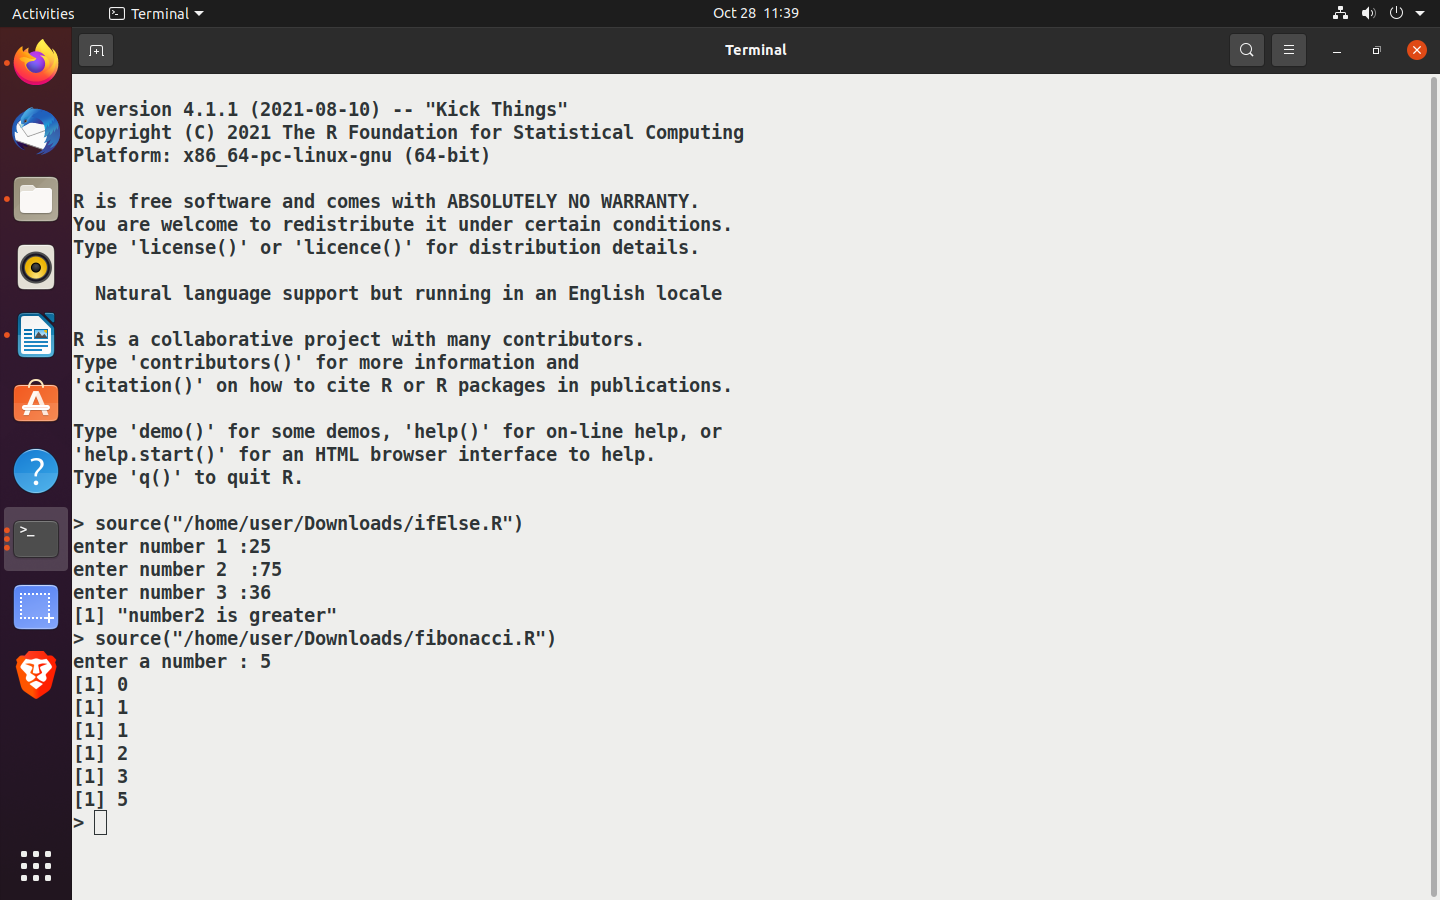 Activities
Terminal
Oct 28 11:39
Terminal
R version 4.1.1 (2021-08-10) -- "Kick Things"
Copyright (C) 2021 The R Foundation for Statistical Computing
Platform: x86_64-pc-linux-gnu (64-bit)
R is free software and comes with ABSOLUTELY NO WARRANTY.
You are welcome to redistribute it under certain conditions.
Type 'license()' or 'licence()' for distribution details.
Natural language support but running in an English locale
R is a collaborative project with many contributors.
Type 'contributors()' for more information and
'citation()' on how to cite R or R packages in publications.
Type 'demo()' for some demos, 'help()' for on-line help, or
'help.start()' for an HTML browser interface to help.
Type 'q()' to quit R.
> source("/home/user/Downloads/ifElse.R")
enter number 1 :25
enter number 2  :75
enter number 3 :36
[1] "number2 is greater"
> source("/home/user/Downloads/fibonacci.R")
enter a number : 5
[1] 0
[1] 1
[1] 1
[1] 2
[1] 3
[1] 5
>